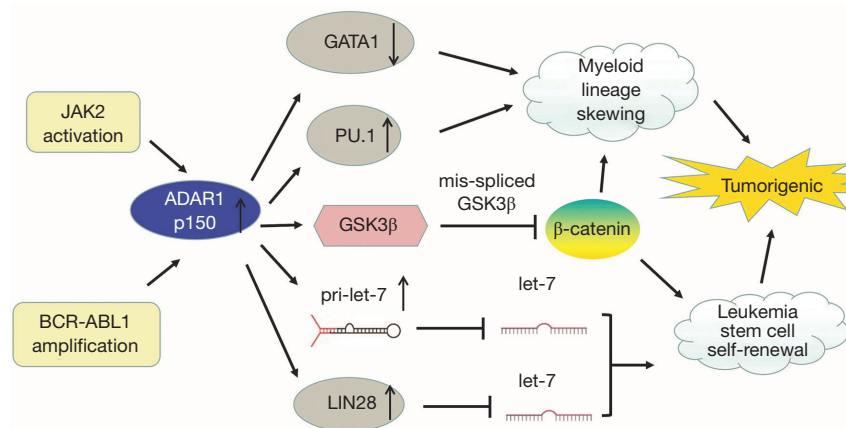 GATA1
JAK2
activation
PU.1
Myeloid
lineage
skewing
ADAR1
p150
GSK3β
mis-spliced
GSK3β
β-catenin
Tumorigenic
BCR-ABL1
amplification
pri-let-7
let-7
Leukemia
stem cell
self-renewal
LIN28
let-7